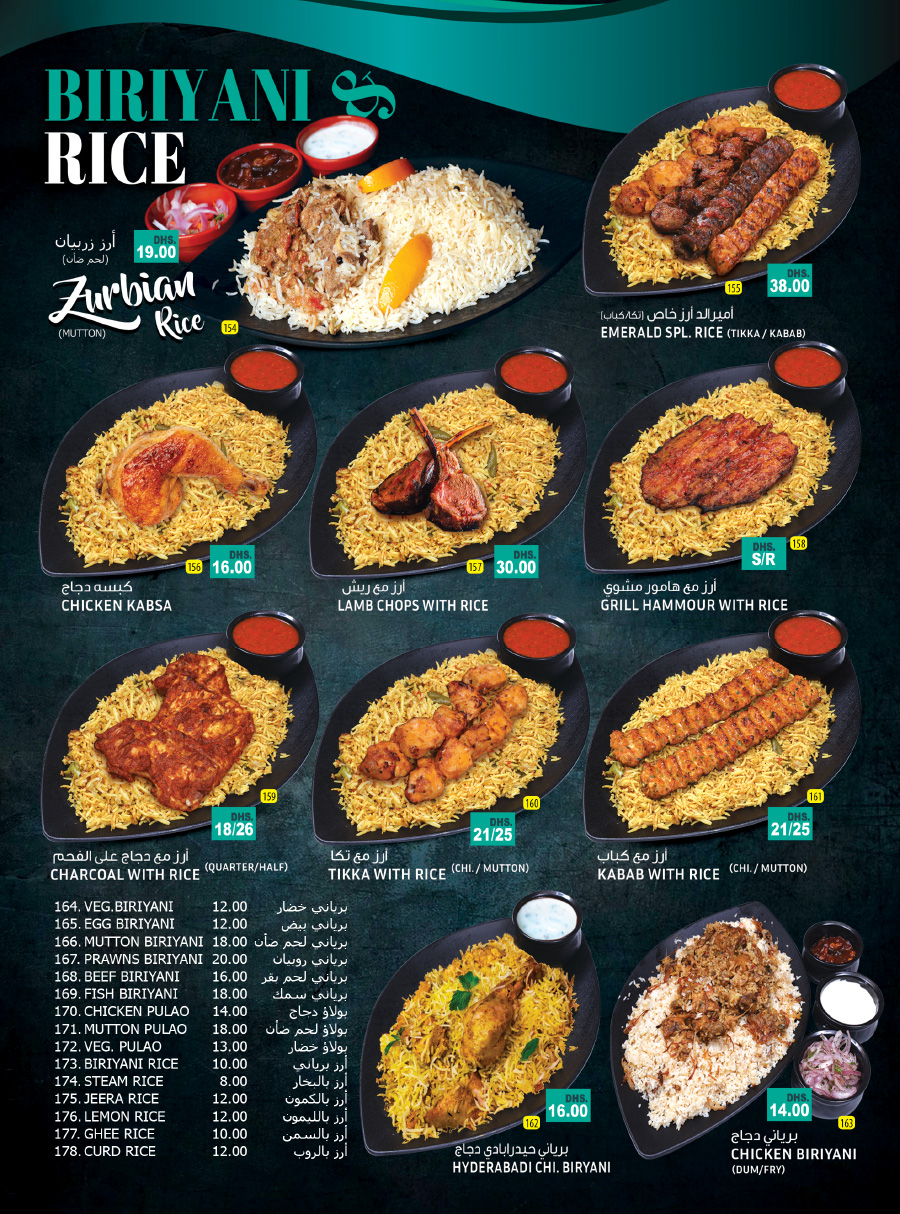 BIRIYANI &
RICE
أرز زربيان
(لحم ضأن)
DHS.
19.00
Zurbian
Rice
(MUTTON)
154
155
DHS.
38.00
أميرالد أرز خاص (تكا/كباب)
EMERALD SPL. RICE (TIKKA / KABAB)
156
DHS.
16.00
كبسه دجاج
CHICKEN KABSA
157
DHS.
30.00
أرز مع ريش
LAMB CHOPS WITH RICE
158
DHS.
S/R
أرز مع هامور مشوي
GRILL HAMMOUR WITH RICE
159
DHS.
18/26
أرز مع دجاج على الفحم
CHARCOAL WITH RICE (QUARTER/HALF)
160
DHS.
21/25
أرز مع تكا
TIKKA WITH RICE (CHI. / MUTTON)
161
DHS.
21/25
أرز مع كباب
KABAB WITH RICE (CHI. / MUTTON)
164. VEG.BIRIYANI 12.00 برياني خضار
165. EGG BIRIYANI 12.00 برياني بيض
166. MUTTON BIRIYANI 18.00 برياني لحم ضأن
167. PRAWNS BIRIYANI 20.00 برياني روبيان
168. BEEF BIRIYANI 16.00 برياني لحم بقر
169. FISH BIRIYANI 18.00 برياني سمك
170. CHICKEN PULAO 14.00 بولاؤ دجاج
171. MUTTON PULAO 18.00 بولاؤ لحم ضأن
172. VEG. PULAO 13.00 بولاؤ خضار
173. BIRIYANI RICE 10.00 أرز برياني
174. STEAM RICE 8.00 أرز بالبخار
175. JEERA RICE 12.00 أرز بالكمون
176. LEMON RICE 12.00 أرز بالليمون
177. GHEE RICE 10.00 أرز بالسمن
178. CURD RICE 12.00 أرز بالروب
162
DHS.
16.00
برياني حيدرابادي دجاج
HYDERABADI CHI. BIRYANI
DHS.
14.00
163
برياني دجاج
CHICKEN BIRIYANI
(DUM/FRY)